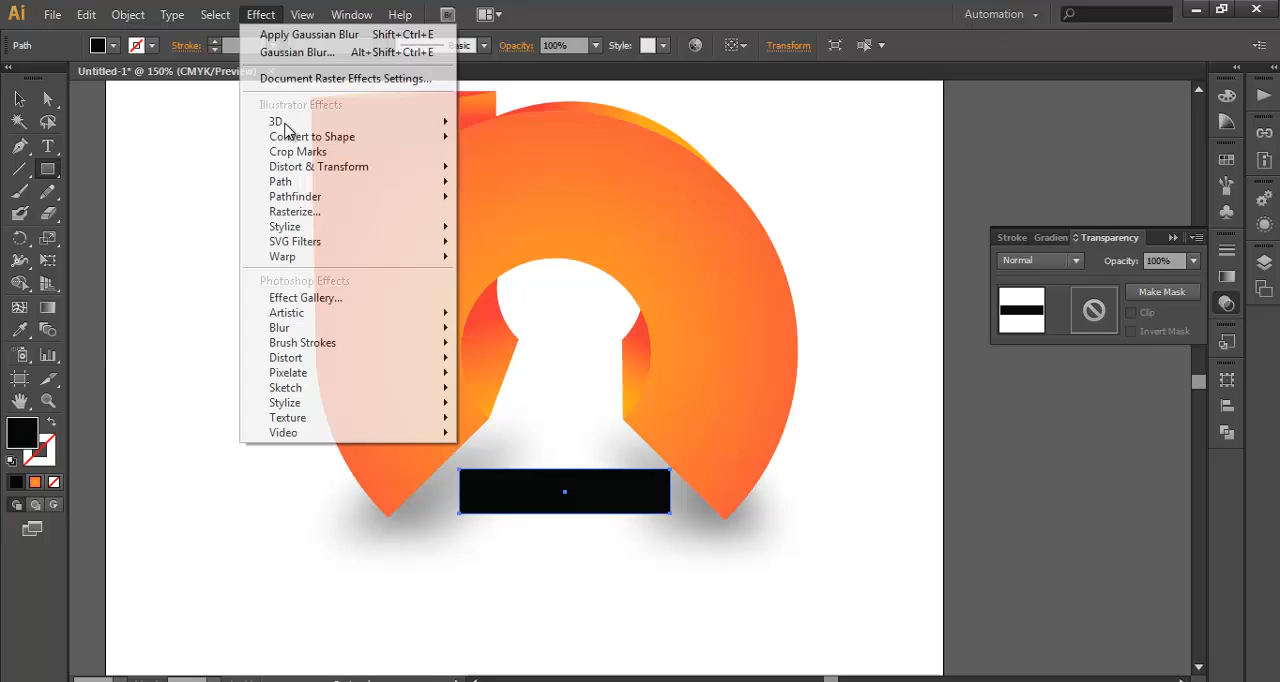 Ai File Edit Object Type Select Effect View Window Help Br Automation
Path Stroke: Basic Opacity: 100% Style: Transform
Untitled-1* @ 150% (CMYK/Preview)
Apply Gaussian Blur Shift+Ctrl+E
Gaussian Blur... Alt+Shift+Ctrl+E
Document Raster Effects Settings...
Illustrator Effects
3D
Convert to Shape
Crop Marks
Distort & Transform
Path
Pathfinder
Rasterize...
Stylize
SVG Filters
Warp
Photoshop Effects
Effect Gallery...
Artistic
Blur
Brush Strokes
Distort
Pixelate
Sketch
Stylize
Texture
Video
Stroke Gradien Transparency
Normal Opacity: 100%
Make Mask
Clip
Invert Mask